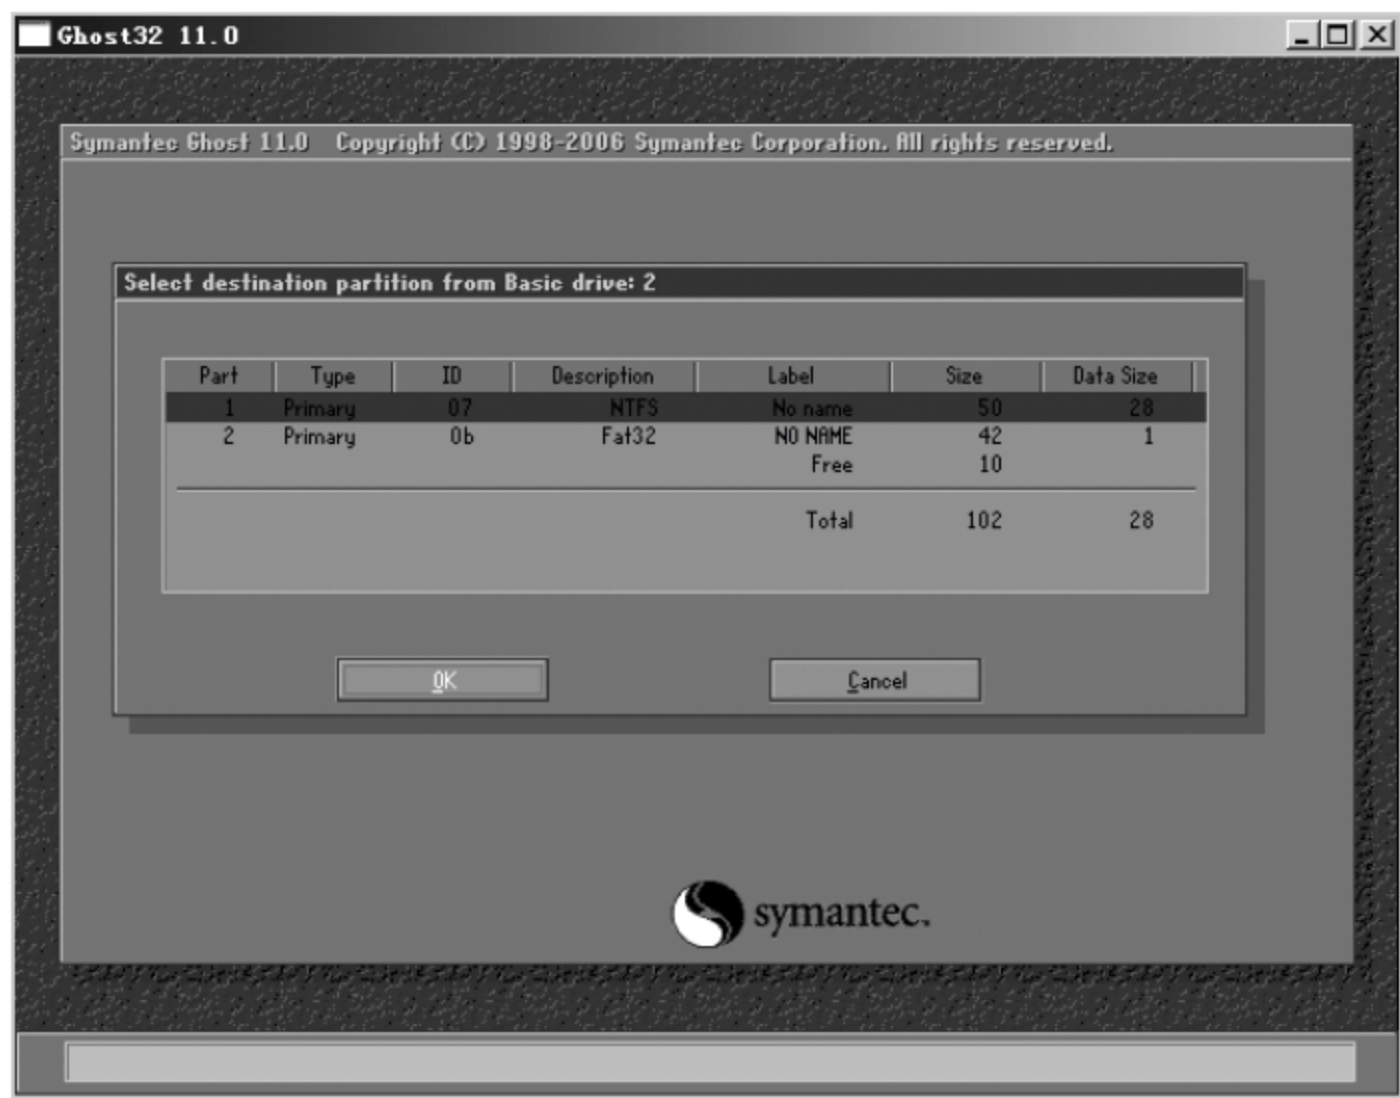 Ghost32 11.0
Symantec Ghost 11.0 Copyright (C) 1998-2006 Symantec Corporation. All rights reserved.
Select destination partition from Basic drive: 2
Part Type ID Description Label Size Data Size
1 Primary 07 NTFS No name 50 28
2 Primary 0b Fat32 NO NAME 42 1
Free 10
Total 102 28
OK Cancel
symantec.